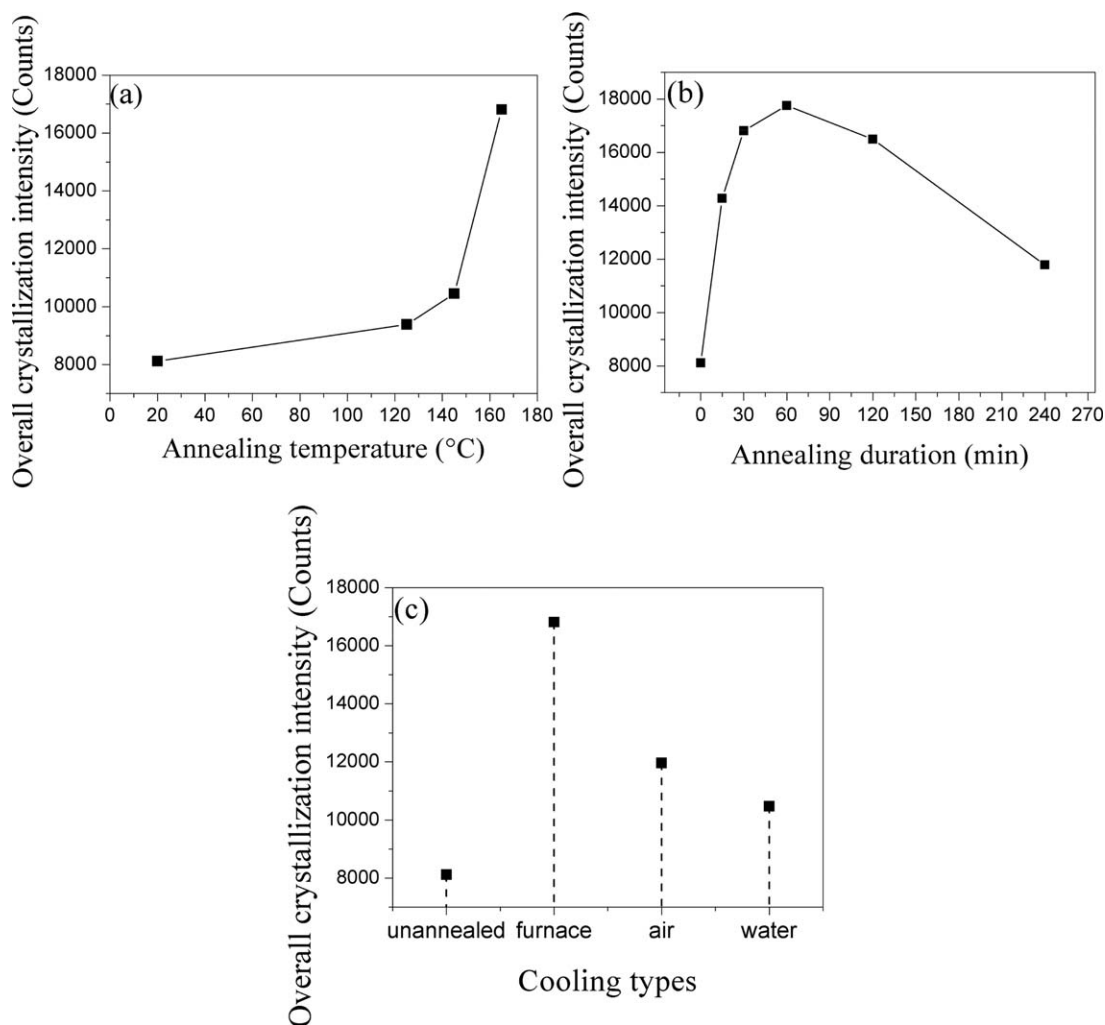 Overall crystallization intensity (Counts)
(a)
18000
16000
14000
12000
10000
8000
0 20 40 60 80 100 120 140 160 180
Annealing temperature (°C)
Overall crystallization intensity (Counts)
(b)
18000
16000
14000
12000
10000
8000
0 30 60 90 120 150 180 210 240 270
Annealing duration (min)
Overall crystallization intensity (Counts)
(c)
18000
16000
14000
12000
10000
8000
unannealed furnace air water
Cooling types